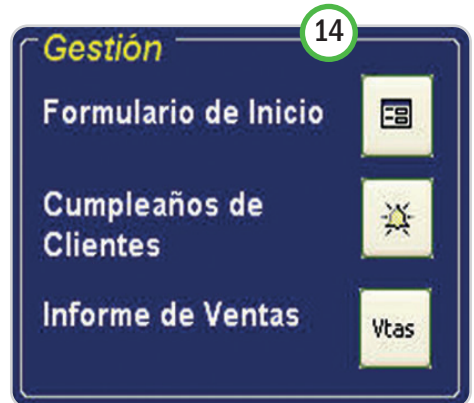 Gestión
14
Formulario de Inicio
Cumpleaños de
Clientes
Informe de Ventas
Vtas